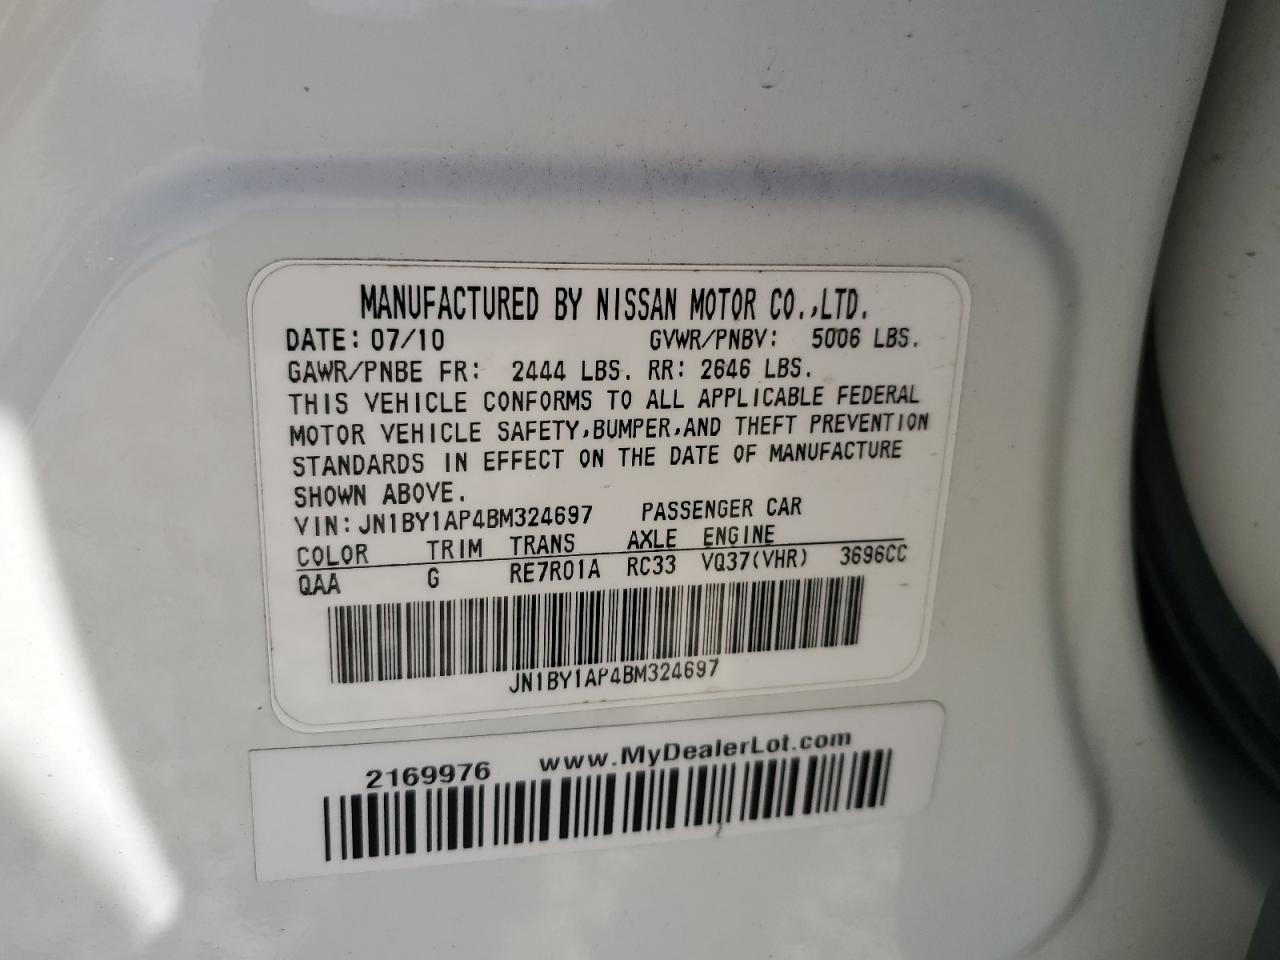 MANUFACTURED BY NISSAN MOTOR CO.,LTD.
DATE: 07/10 GVWR/PNBV: 5006 LBS.
GAWR/PNBE FR: 2444 LBS. RR: 2646 LBS.
THIS VEHICLE CONFORMS TO ALL APPLICABLE FEDERAL
MOTOR VEHICLE SAFETY,BUMPER,AND THEFT PREVENTION
STANDARDS IN EFFECT ON THE DATE OF MANUFACTURE
SHOWN ABOVE.
VIN: JN1BY1AP4BM324697 PASSENGER CAR
COLOR TRIM TRANS AXLE ENGINE
QAA G RE7R01A RC33 VQ37(VHR) 3696CC
JN1BY1AP4BM324697
2169976 www.MyDealerLot.com